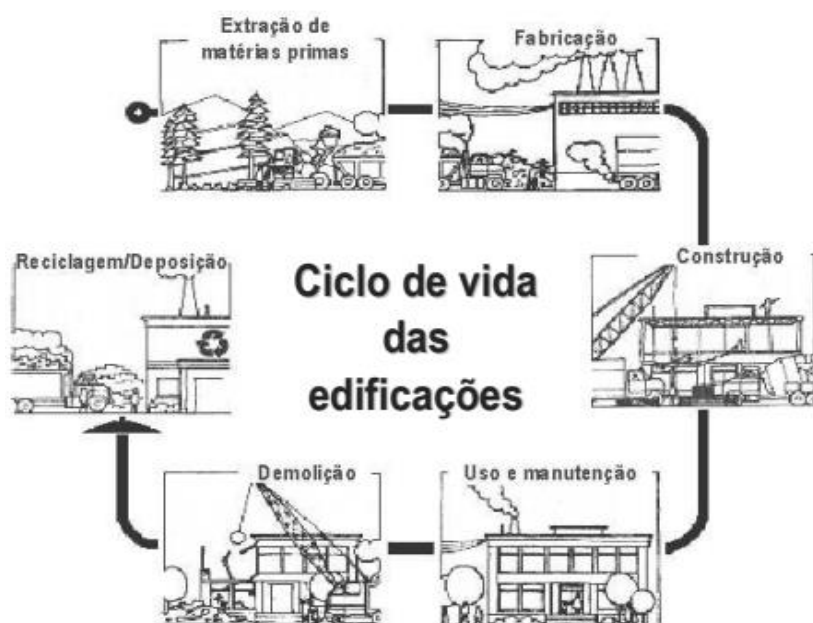 Extração de
matérias primas
Fabricação
Construção
Uso e manutenção
Demolição
Reciclagem/Deposição
Ciclo de vida
das
edificações